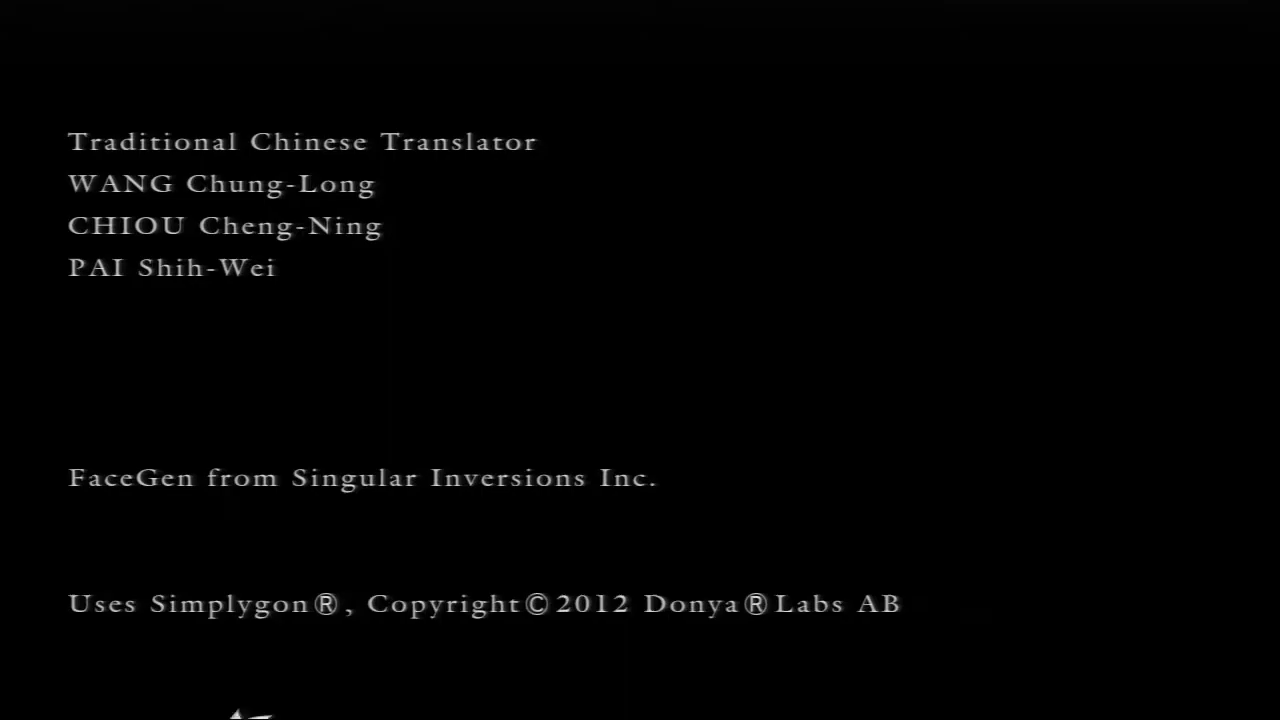 Traditional Chinese Translator
WANG Chung-Long
CHIOU Cheng-Ning
PAI Shih-Wei
FaceGen from Singular Inversions Inc.
Uses Simplygon®, Copyright©2012 Donya®Labs AB